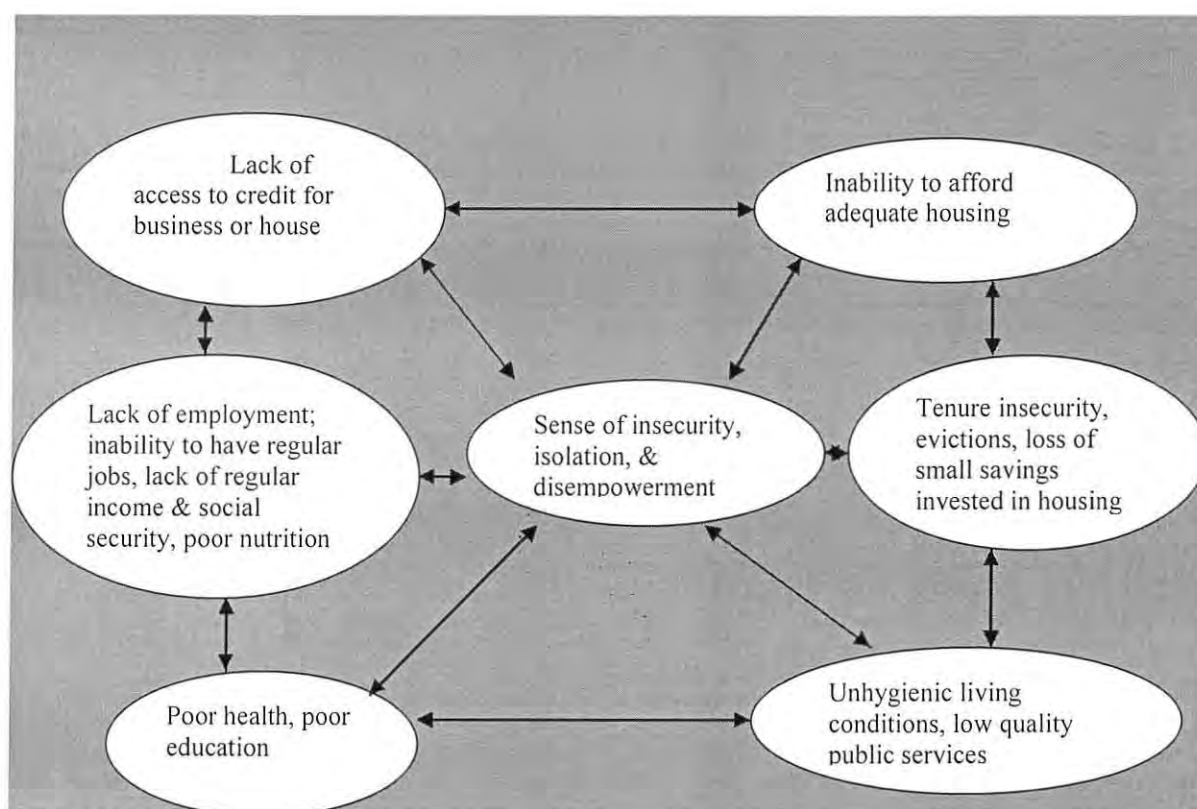 Lack of
access to credit for
business or house
Inability to afford
adequate housing
Lack of employment;
inability to have regular
jobs, lack of regular
income & social
security, poor nutrition
Sense of insecurity,
isolation, &
disempowerment
Tenure insecurity,
evictions, loss of
small savings
invested in housing
Poor health, poor
education
Unhygienic living
conditions, low quality
public services